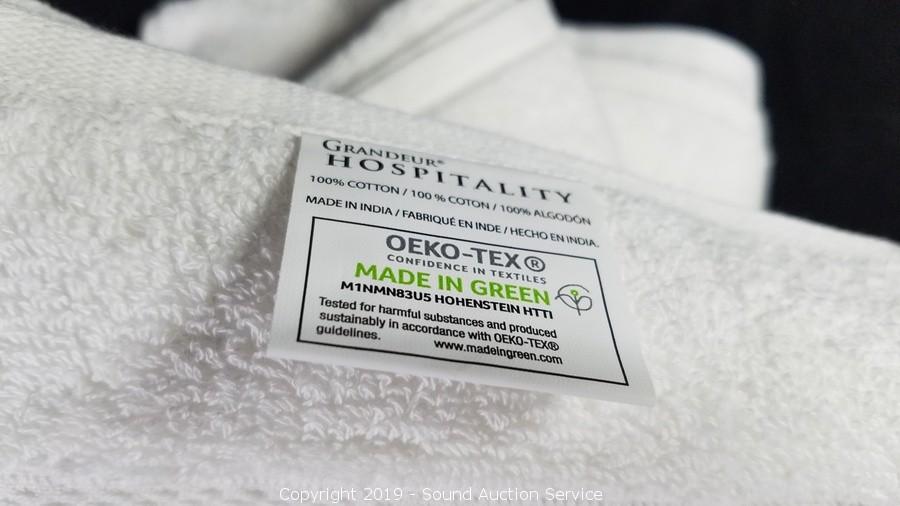 GRANDEUR®
HOSPITALITY
100% COTTON / 100 % COTON / 100% ALGODÓN
MADE IN INDIA / FABRIQUÉ EN INDE / HECHO EN INDIA.
OEKO-TEX®
CONFIDENCE IN TEXTILES
MADE IN GREEN
M1NMN83U5 HOHENSTEIN HTTI
Tested for harmful substances and produced
sustainably in accordance with OEKO-TEX®
guidelines.
www.madeingreen.com
Copyright 2019 - Sound Auction Service